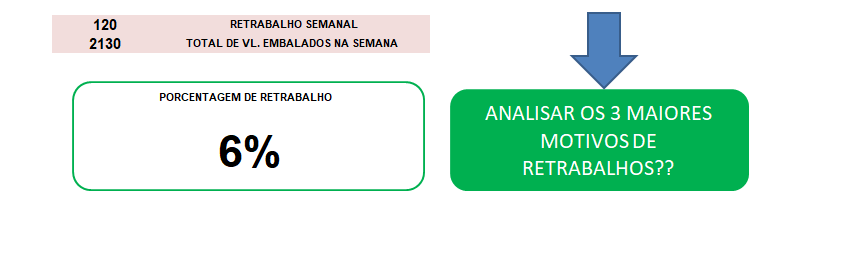 120 RETRABALHO SEMANAL
2130 TOTAL DE VL. EMBALADOS NA SEMANA
PORCENTAGEM DE RETRABALHO
6%
ANALISAR OS 3 MAIORES
MOTIVOS DE
RETRABALHOS??